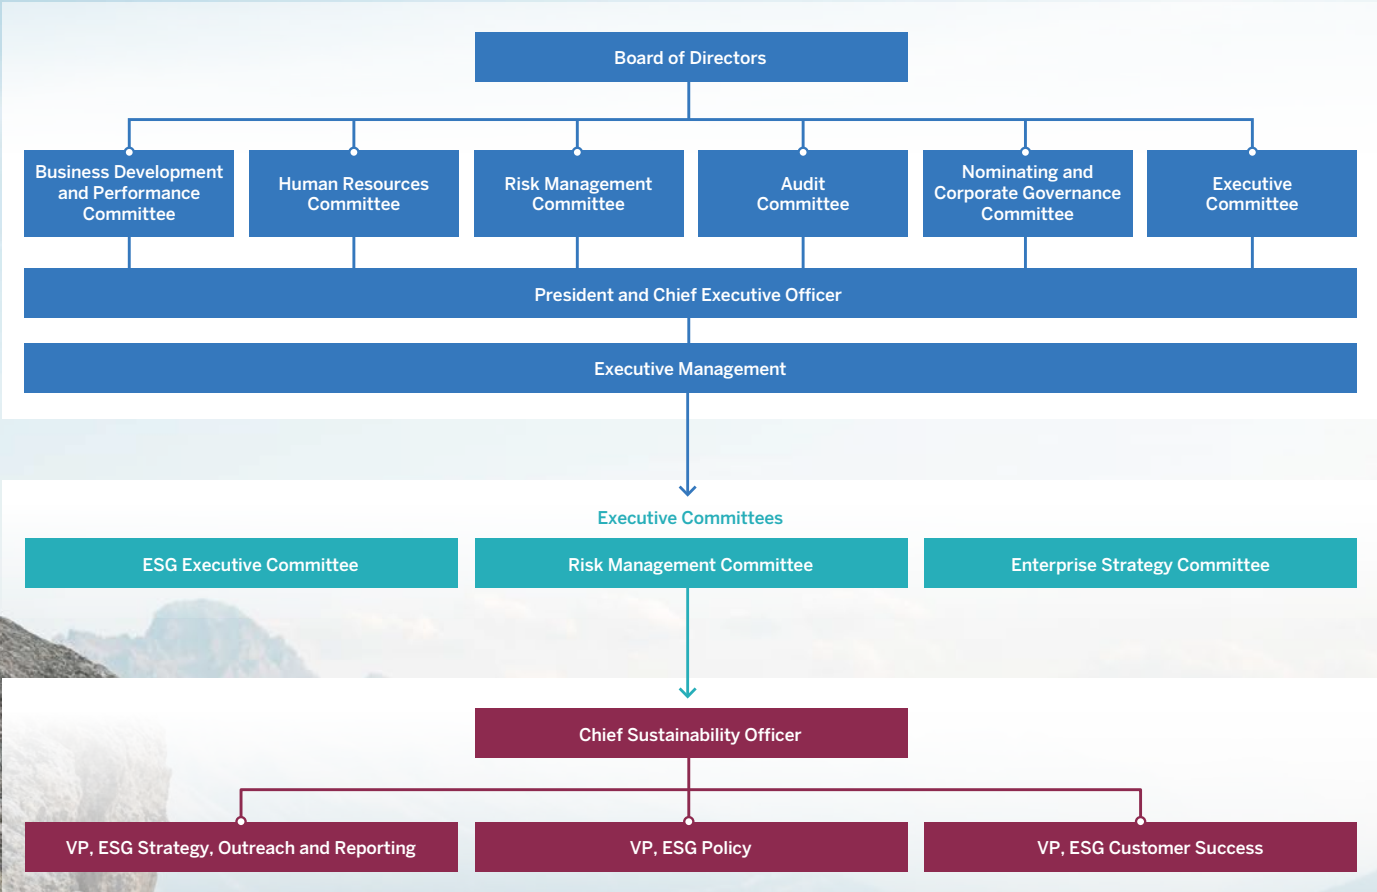 Board of Directors
Business Development
and Performance
Committee
Human Resources
Committee
Risk Management
Committee
Audit
Committee
Nominating and
Corporate Governance
Committee
Executive
Committee
President and Chief Executive Officer
Executive Management
Executive Committees
ESG Executive Committee
Risk Management Committee
Enterprise Strategy Committee
Chief Sustainability Officer
VP, ESG Strategy, Outreach and Reporting
VP, ESG Policy
VP, ESG Customer Success